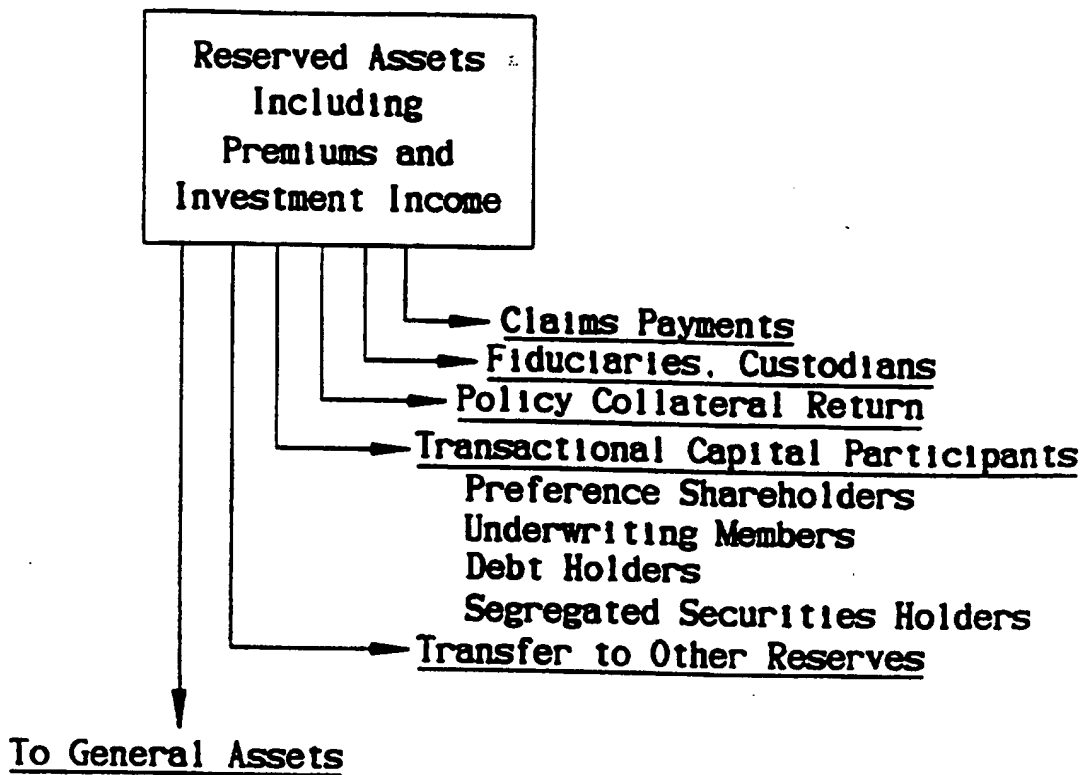 Reserved Assets
Including
Premiums and
Investment Income
Claims Payments
Fiduciaries. Custodians
Policy Collateral Return
Transactional Capital Participants
Preference Shareholders
Underwriting Members
Debt Holders
Segregated Securities Holders
Transfer to Other Reserves
To General Assets